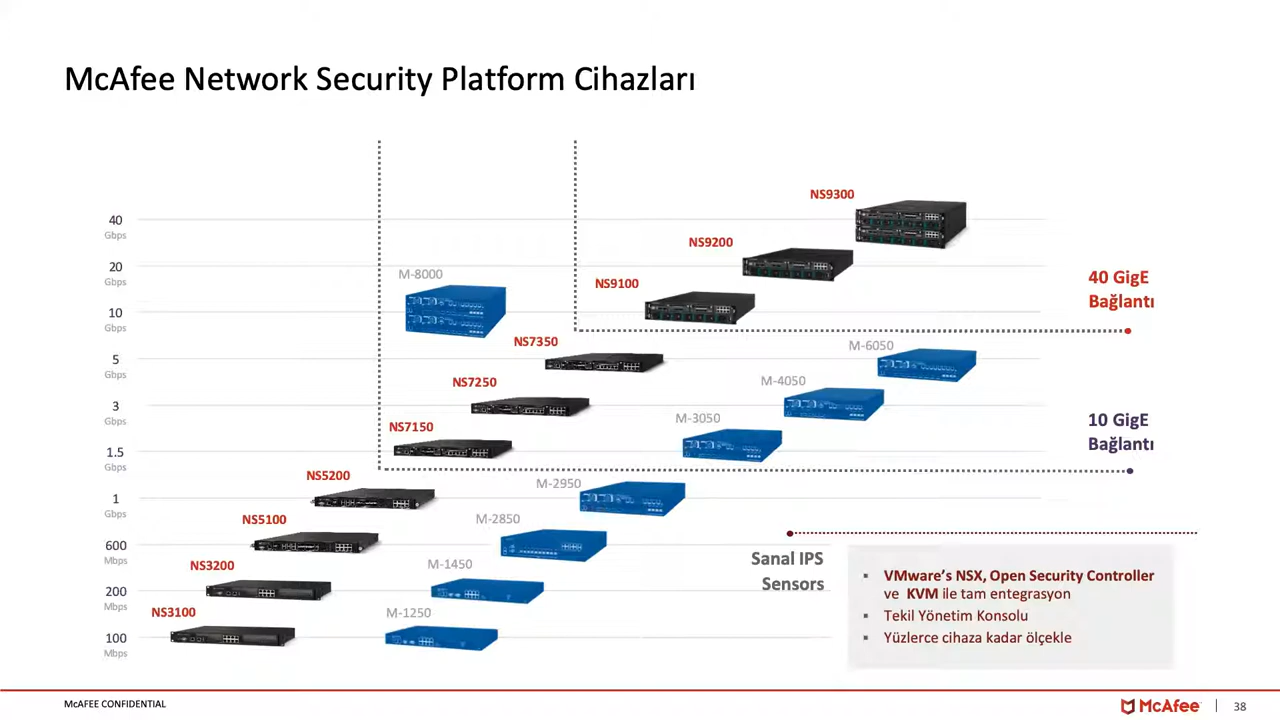 McAfee Network Security Platform Cihazları
NS9300
40
Gbps
NS9200
20
Gbps
M-8000
NS9100
40 GigE
Bağlantı
10
Gbps
NS7350
M-6050
5
Gbps
NS7250
M-4050
3
Gbps
NS7150
M-3050
10 GigE
Bağlantı
1.5
Gbps
NS5200
M-2950
1
Gbps
NS5100
M-2850
600
Mbps
NS3200
M-1450
Sanal IPS
Sensors
200
Mbps
NS3100
M-1250
100
Mbps
▪ VMware’s NSX, Open Security Controller
ve KVM ile tam entegrasyon
▪ Tekil Yönetim Konsolu
▪ Yüzlerce cihaza kadar ölçekle
McAFEE CONFIDENTIAL
McAfee
38